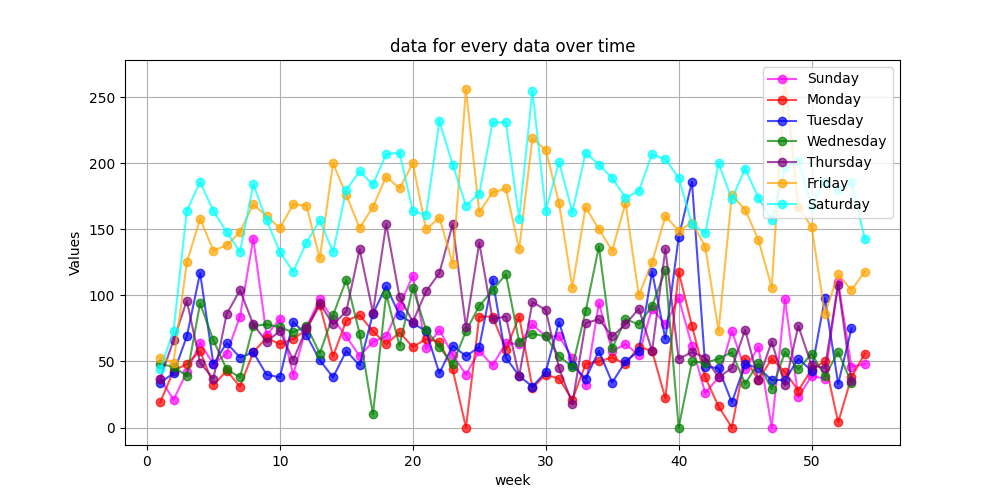 data for every data over time
Values
250
200
150
100
50
0
0
10
20
30
40
50
week
Sunday
Monday
Tuesday
Wednesday
Thursday
Friday
Saturday